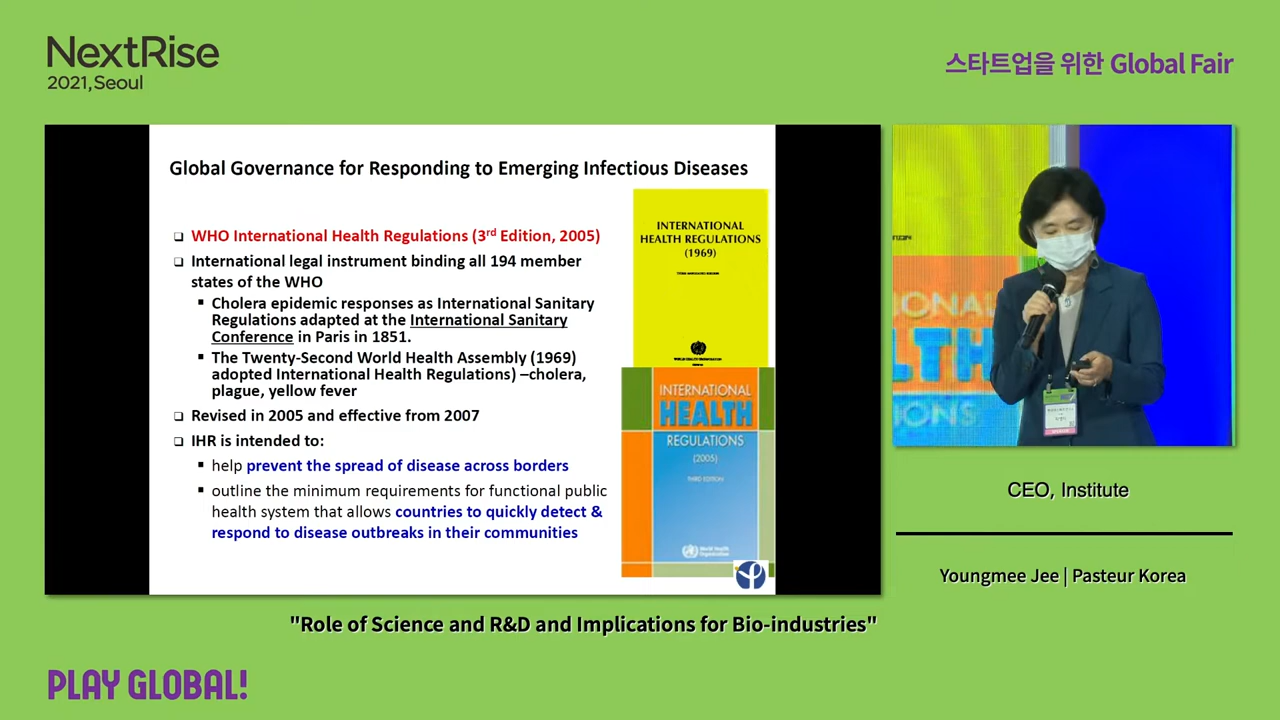 NextRise
2021,Seoul
스타트업을 위한 Global Fair
Global Governance for Responding to Emerging Infectious Diseases
WHO International Health Regulations (3rd Edition, 2005)
International legal instrument binding all 194 member
states of the WHO
Cholera epidemic responses as International Sanitary
Regulations adapted at the International Sanitary
Conference in Paris in 1851.
The Twenty-Second World Health Assembly (1969)
adopted International Health Regulations) –cholera,
plague, yellow fever
Revised in 2005 and effective from 2007
IHR is intended to:
help prevent the spread of disease across borders
outline the minimum requirements for functional public
health system that allows countries to quickly detect &
respond to disease outbreaks in their communities
INTERNATIONAL
HEALTH REGULATIONS
(1969)
INTERNATIONAL
HEALTH
REGULATIONS
(2005)
THIRD EDITION
World Health
Organization
IONAL
LTH
IONS
CEO, Institute
Youngmee Jee | Pasteur Korea
"Role of Science and R&D and Implications for Bio-industries"
PLAY GLOBAL!